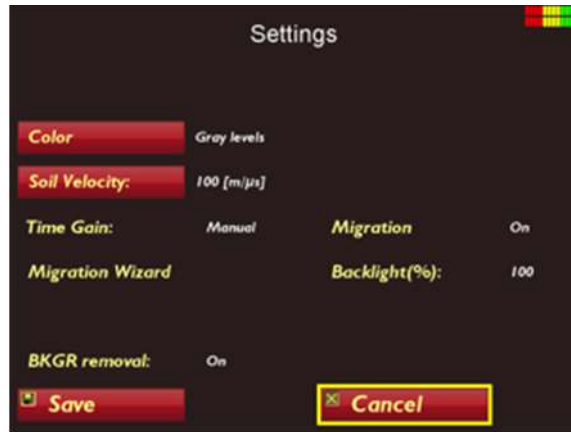 Settings
Color Gray levels
Soil Velocity: 100 [m/µs]
Time Gain: Manual Migration On
Migration Wizard Backlight(%): 100
BKGR removal: On
Save Cancel